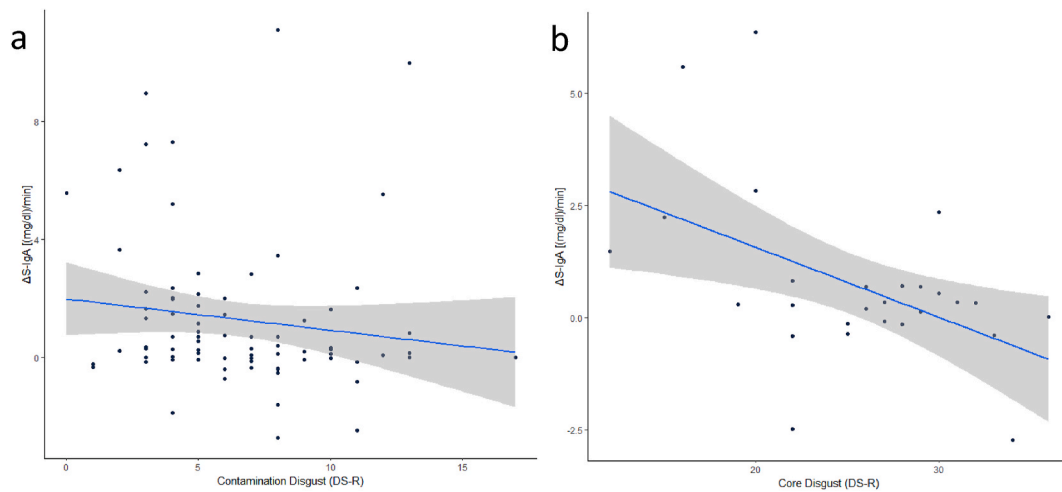 a
8
4
0
ΔS-IgA [(mg/dl)/min]
0
5
10
15
Contamination Disgust (DS-R)
b
5.0
2.5
0.0
-2.5
ΔS-IgA [(mg/dl)/min]
20
30
Core Disgust (DS-R)